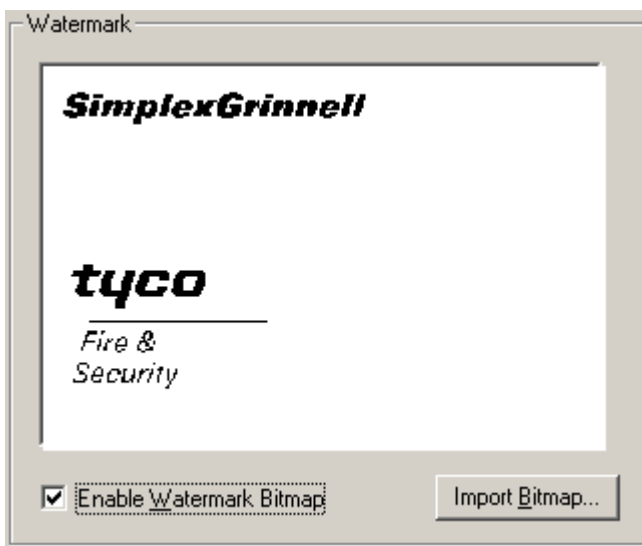 Watermark
SimplexGrinnell
tyco
Fire &
Security
Enable Watermark Bitmap
Import Bitmap...